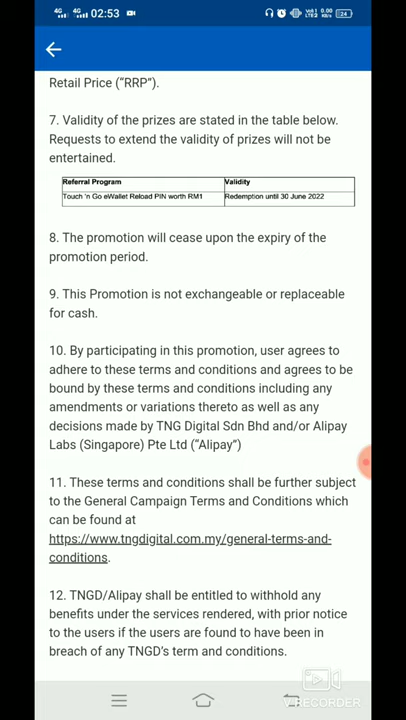 4G 4G 02:53 VoLTE 0.00 KB/s 24
Retail Price (“RRP”).
7. Validity of the prizes are stated in the table below.
Requests to extend the validity of prizes will not be
entertained.
Referral Program Validity
Touch 'n Go eWallet Reload PIN worth RM1 Redemption until 30 June 2022
8. The promotion will cease upon the expiry of the
promotion period.
9. This Promotion is not exchangeable or replaceable
for cash.
10. By participating in this promotion, user agrees to
adhere to these terms and conditions and agrees to be
bound by these terms and conditions including any
amendments or variations thereto as well as any
decisions made by TNG Digital Sdn Bhd and/or Alipay
Labs (Singapore) Pte Ltd (“Alipay”)
11. These terms and conditions shall be further subject
to the General Campaign Terms and Conditions which
can be found at
https://www.tngdigital.com.my/general-terms-and-
conditions.
12. TNGD/Alipay shall be entitled to withhold any
benefits under the services rendered, with prior notice
to the users if the users are found to have been in
breach of any TNGD’s term and conditions.
V RECORDER